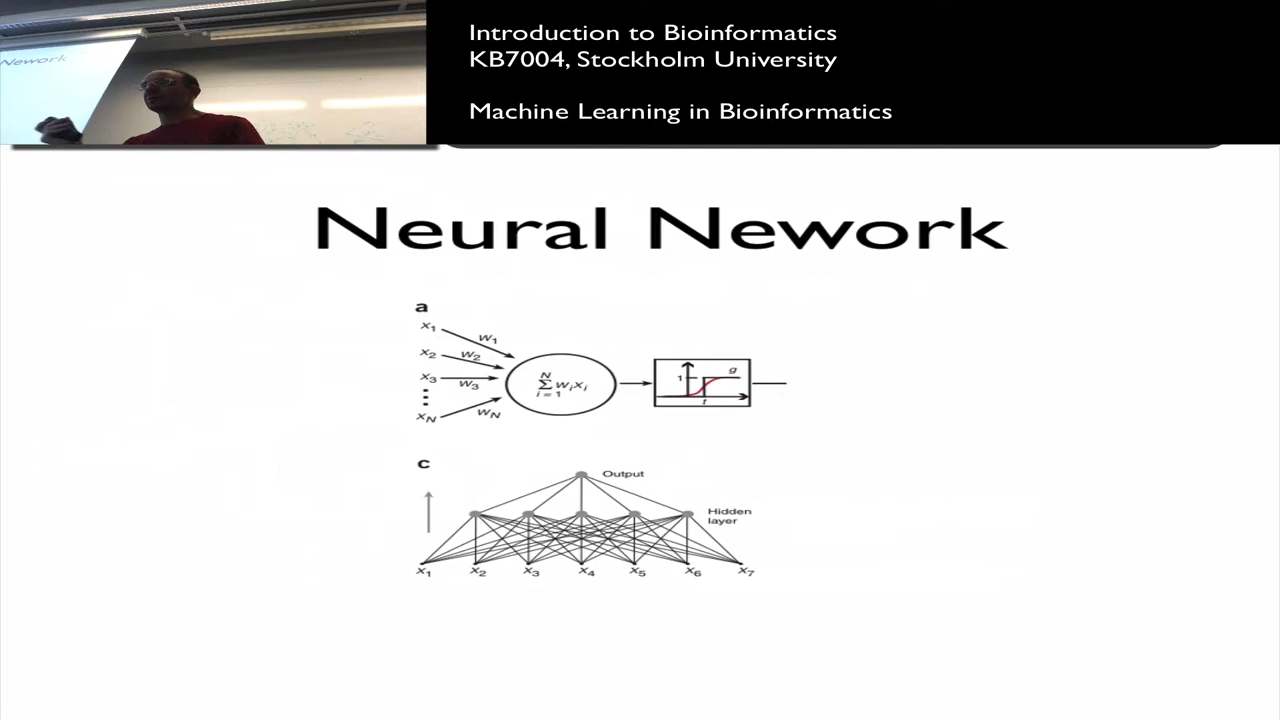 Nework
Introduction to Bioinformatics
KB7004, Stockholm University
Machine Learning in Bioinformatics
Neural Nework
a
x1
w1
x2
w2
x3
w3
xN
wN
N
Σ wixi
i = 1
1
g
t
c
Output
Hidden
layer
x1 x2 x3 x4 x5 x6 x7